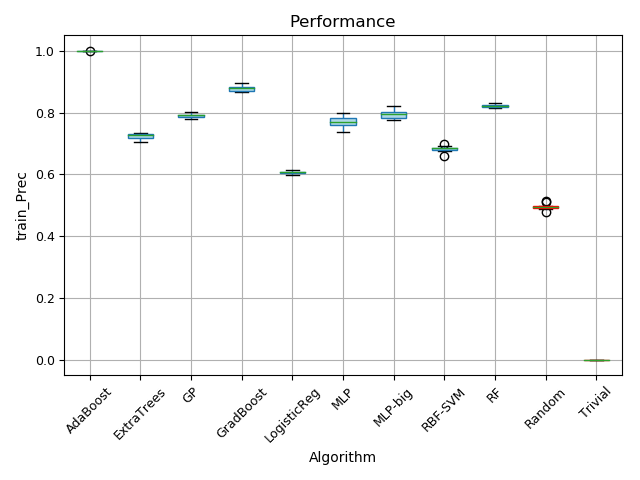 Performance
1.0
0.8
0.6
0.4
0.2
0.0
train_Prec
AdaBoost
ExtraTrees
GP
GradBoost
LogisticReg
MLP
MLP-big
RBF-SVM
RF
Random
Trivial
Algorithm